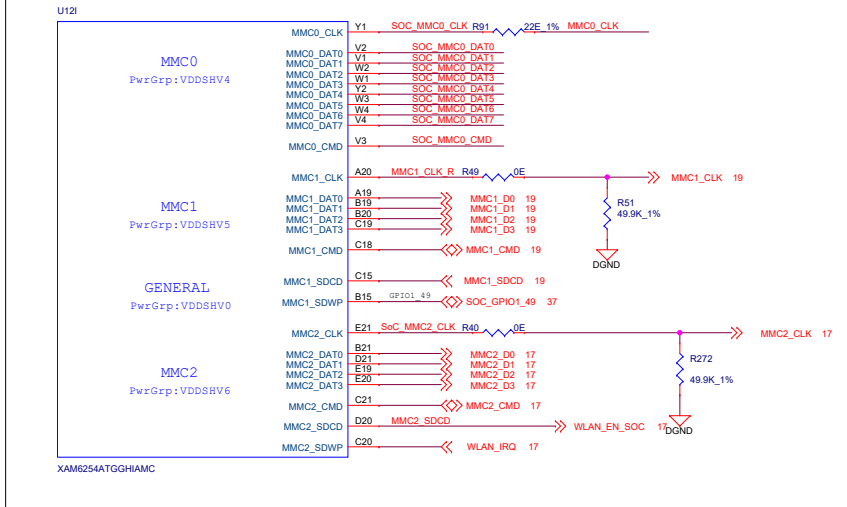 U12I
MMC0_CLK Y1 SOC_MMC0_CLK R91 22E_1% MMC0_CLK
MMC0
PwrGrp:VDDSHV4
MMC0_DAT0 V2 SOC_MMC0_DAT0
MMC0_DAT1 V1 SOC_MMC0_DAT1
MMC0_DAT2 W2 SOC_MMC0_DAT2
MMC0_DAT3 W1 SOC_MMC0_DAT3
MMC0_DAT4 Y2 SOC_MMC0_DAT4
MMC0_DAT5 W3 SOC_MMC0_DAT5
MMC0_DAT6 W4 SOC_MMC0_DAT6
MMC0_DAT7 V4 SOC_MMC0_DAT7
MMC0_CMD V3 SOC_MMC0_CMD
MMC1_CLK A20 MMC1_CLK_R R49 0E MMC1_CLK 19
R51
49.9K_1%
DGND
MMC1
PwrGrp:VDDSHV5
MMC1_DAT0 A19 MMC1_D0 19
MMC1_DAT1 B19 MMC1_D1 19
MMC1_DAT2 B20 MMC1_D2 19
MMC1_DAT3 C19 MMC1_D3 19
MMC1_CMD C18 MMC1_CMD 19
GENERAL
PwrGrp:VDDSHV0
MMC1_SDCD C15 MMC1_SDCD 19
MMC1_SDWP B15 GPIO1_49 SOC_GPIO1_49 37
MMC2_CLK E21 SoC_MMC2_CLK R40 0E MMC2_CLK 17
R272
49.9K_1%
DGND
MMC2
PwrGrp:VDDSHV6
MMC2_DAT0 B21 MMC2_D0 17
MMC2_DAT1 D21 MMC2_D1 17
MMC2_DAT2 E19 MMC2_D2 17
MMC2_DAT3 E20 MMC2_D3 17
MMC2_CMD C21 MMC2_CMD 17
MMC2_SDCD D20 MMC2_SDCD WLAN_EN_SOC 17
MMC2_SDWP C20 WLAN_IRQ 17
XAM6254ATGGHIAMC